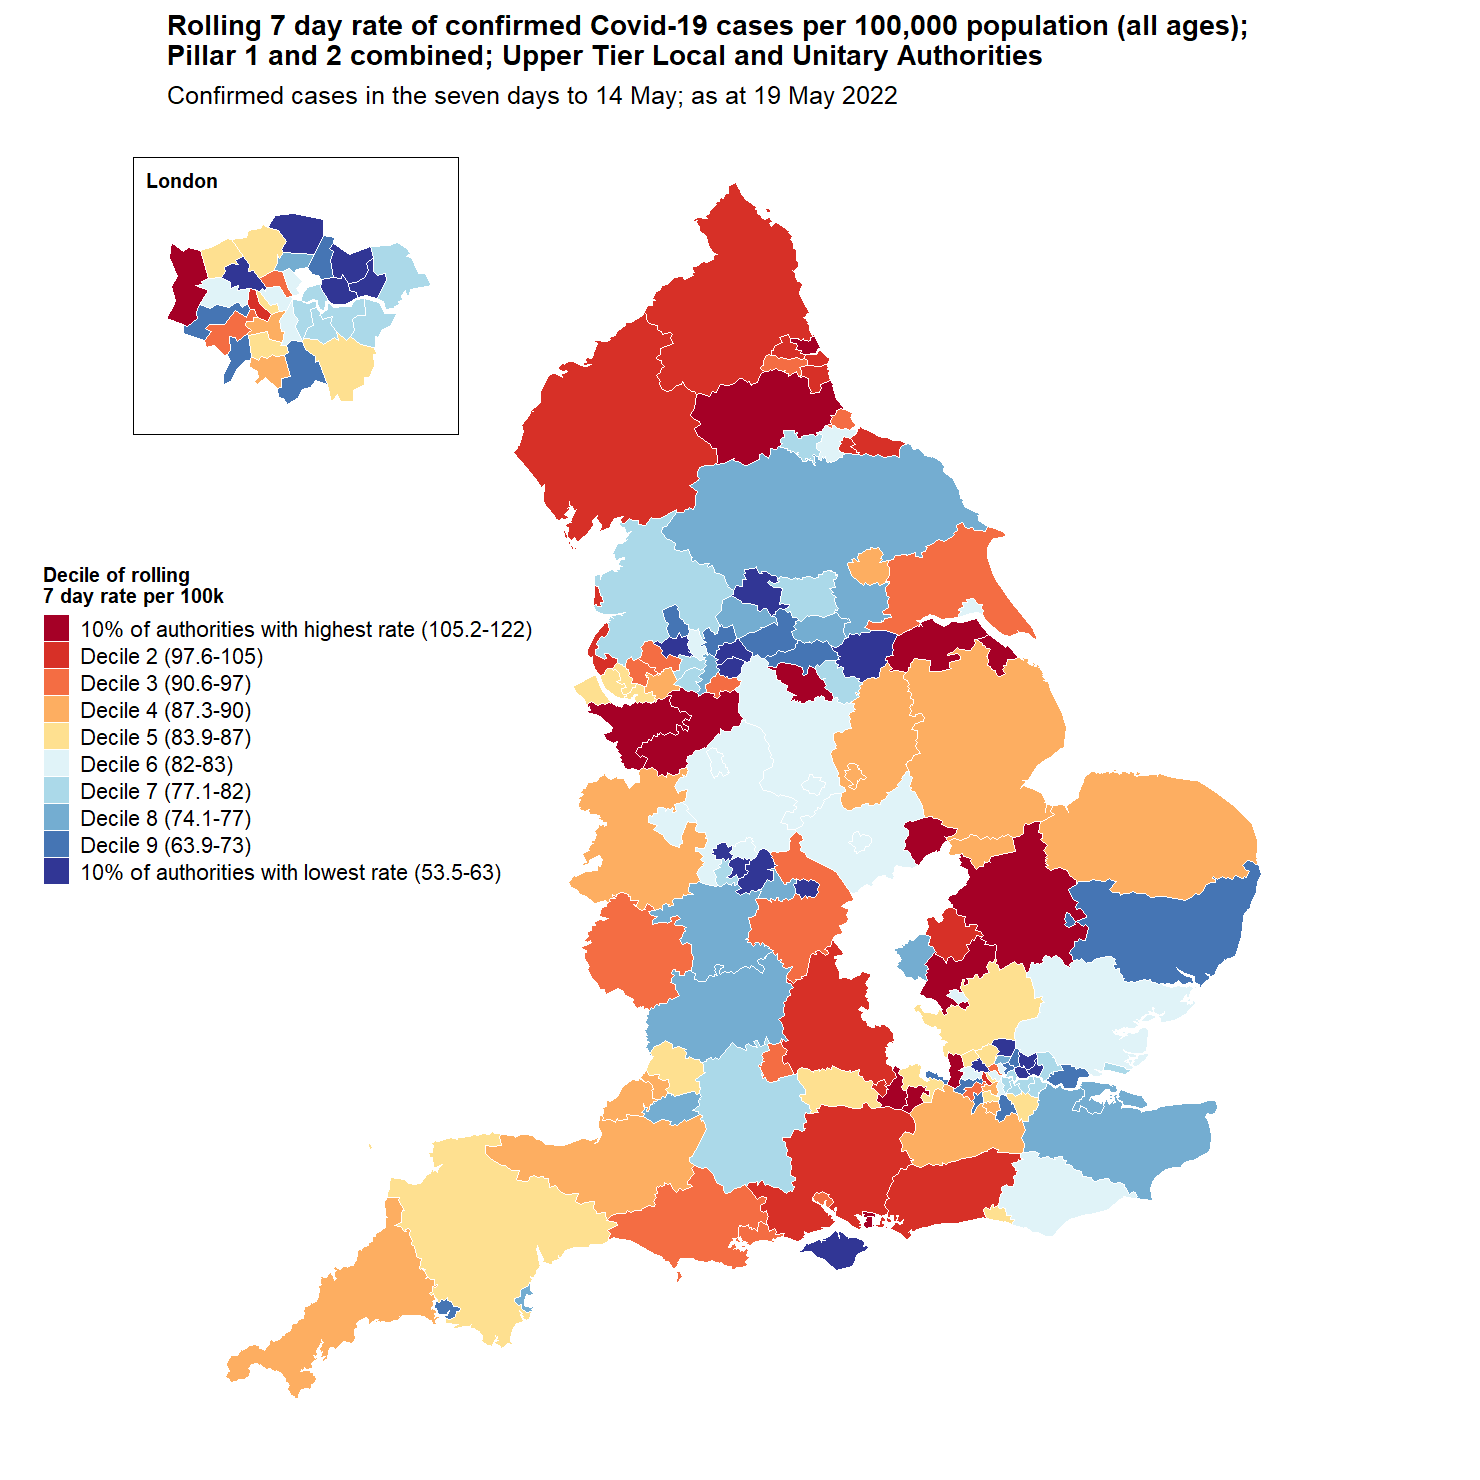 Rolling 7 day rate of confirmed Covid-19 cases per 100,000 population (all ages);
Pillar 1 and 2 combined; Upper Tier Local and Unitary Authorities
Confirmed cases in the seven days to 14 May; as at 19 May 2022
London
Decile of rolling
7 day rate per 100k
10% of authorities with highest rate (105.2-122)
Decile 2 (97.6-105)
Decile 3 (90.6-97)
Decile 4 (87.3-90)
Decile 5 (83.9-87)
Decile 6 (82-83)
Decile 7 (77.1-82)
Decile 8 (74.1-77)
Decile 9 (63.9-73)
10% of authorities with lowest rate (53.5-63)